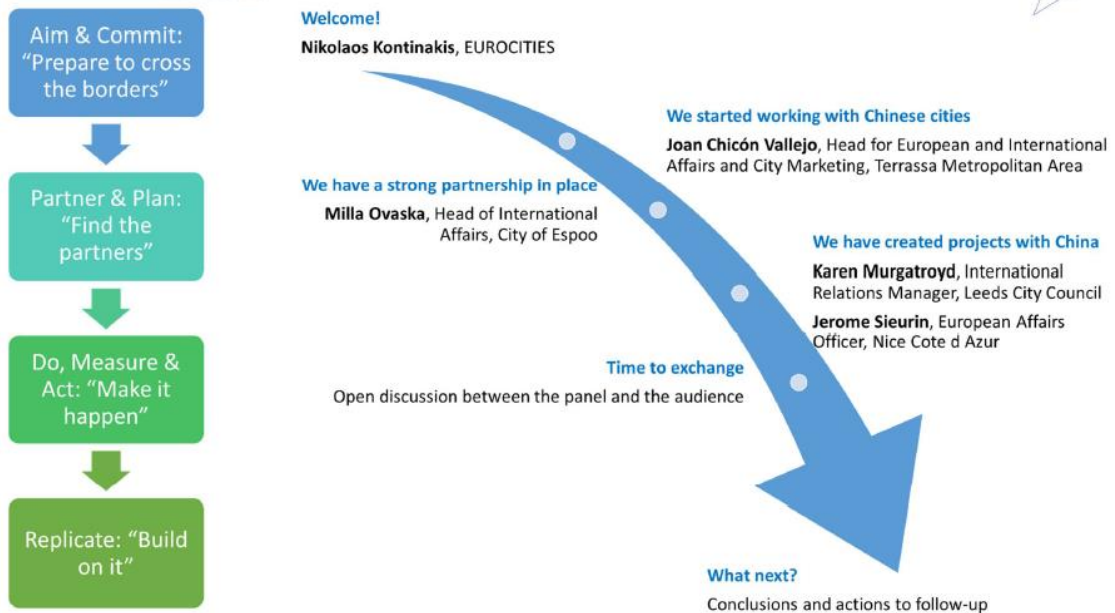 Aim & Commit:
“Prepare to cross
the borders”
Partner & Plan:
“Find the
partners”
Do, Measure &
Act: “Make it
happen”
Replicate: “Build
on it”
Welcome!
Nikolaos Kontinakis, EUROCITIES
We started working with Chinese cities
Joan Chicón Vallejo, Head for European and International
Affairs and City Marketing, Terrassa Metropolitan Area
We have a strong partnership in place
Milla Ovaska, Head of International
Affairs, City of Espoo
We have created projects with China
Karen Murgatroyd, International
Relations Manager, Leeds City Council
Jerome Sieurin, European Affairs
Officer, Nice Cote d Azur
Time to exchange
Open discussion between the panel and the audience
What next?
Conclusions and actions to follow-up